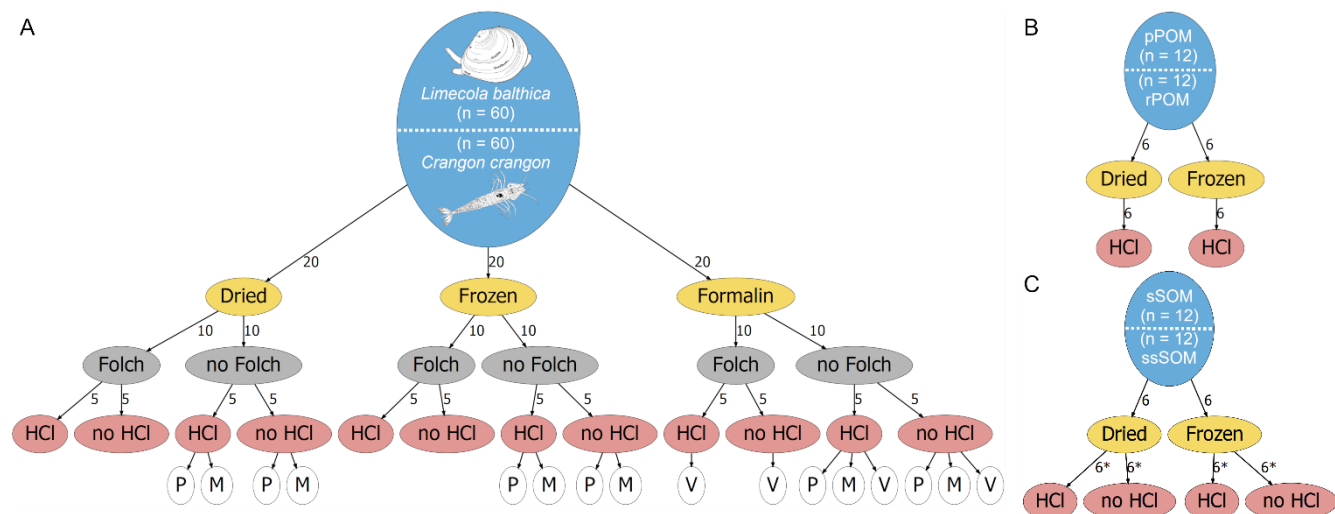 A
Limecola balthica
(n = 60)
(n = 60)
Crangon crangon
20 20 20
Dried Frozen Formalin
10 10 10 10 10 10
Folch no Folch Folch no Folch Folch no Folch
5 5 5 5 5 5 5 5 5 5 5 5
HCl no HCl HCl no HCl HCl no HCl HCl no HCl HCl no HCl HCl no HCl
P M P M P M P M V V P M V P M V
B
pPOM
(n = 12)
(n = 12)
rPOM
6 6
Dried Frozen
6 6
HCl HCl
C
sSOM
(n = 12)
(n = 12)
ssSOM
6 6
Dried Frozen
6* 6* 6* 6*
HCl no HCl HCl no HCl